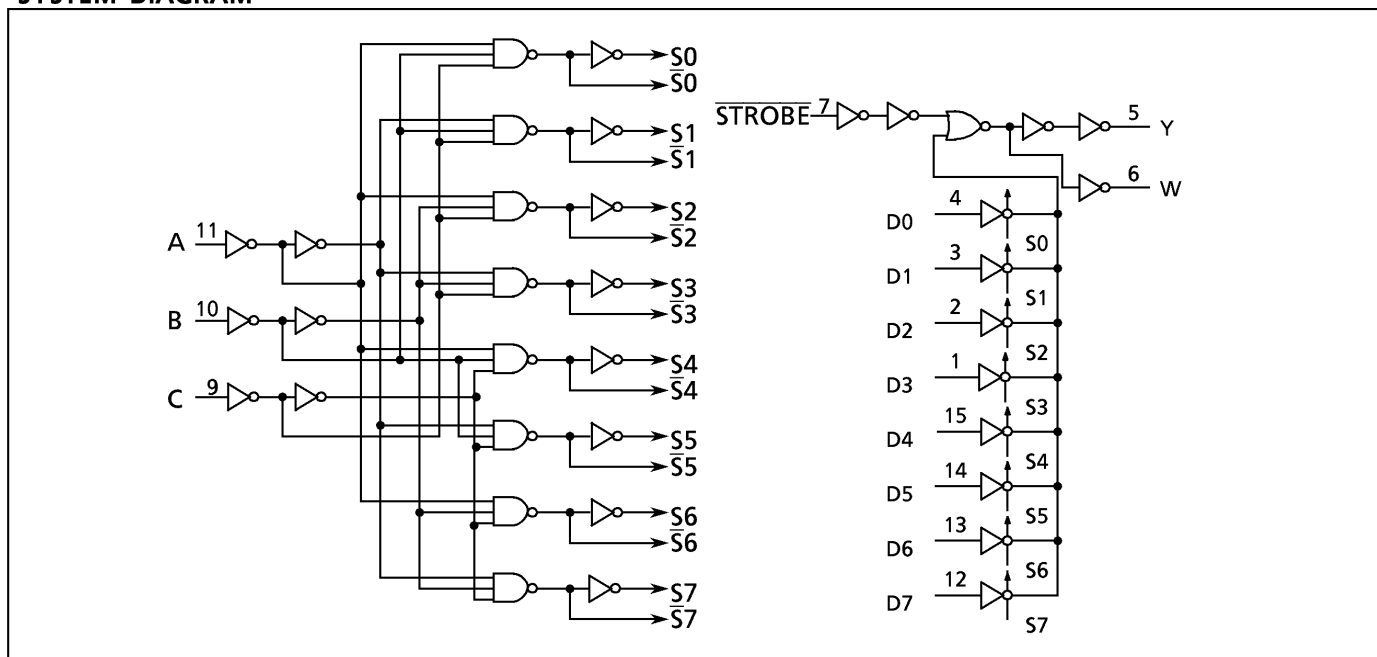 SYSTEM DIAGRAM
S0
S̅0̅
S1
S̅1̅
S2
S̅2̅
S3
S̅3̅
S4
S̅4̅
S5
S̅5̅
S6
S̅6̅
S7
S̅7̅
A 11
B 10
C 9
S̅T̅R̅O̅B̅E̅ 7
5 Y
6 W
D0 4
S0
D1 3
S1
D2 2
S2
D3 1
S3
D4 15
S4
D5 14
S5
D6 13
S6
D7 12
S7